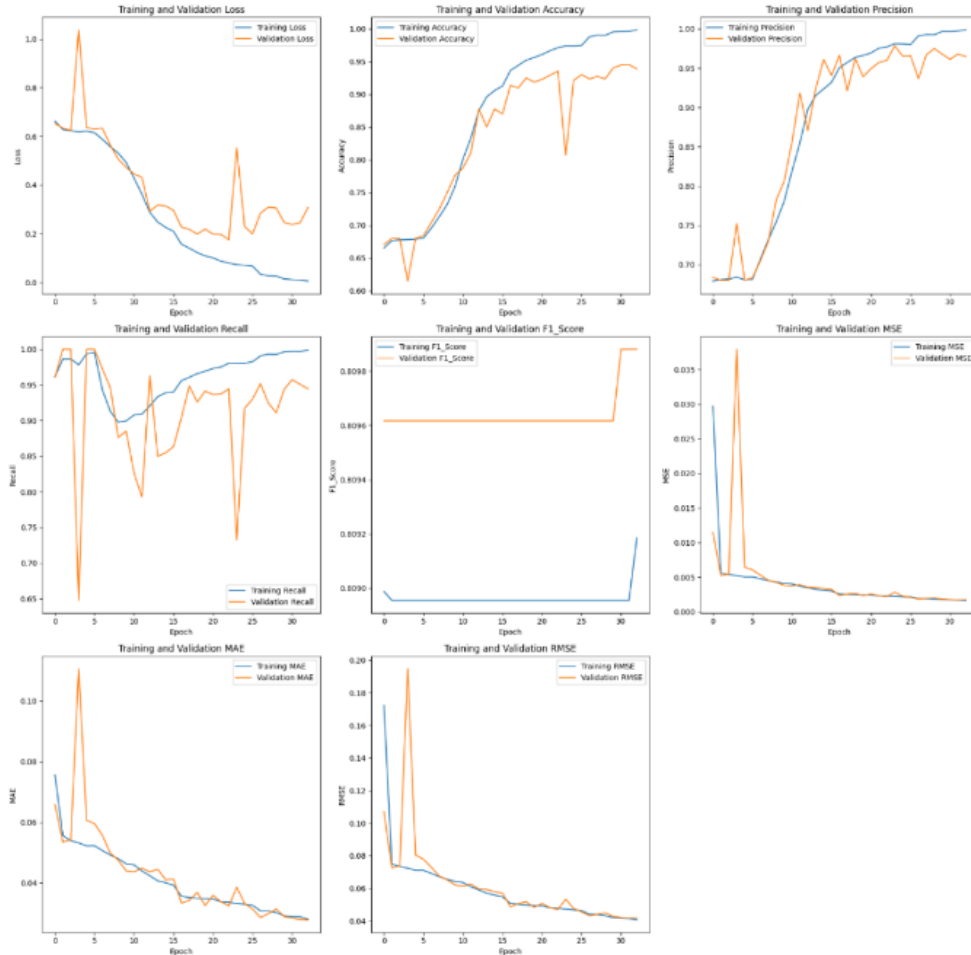 Training and Validation Loss
Training Loss
Validation Loss
1.0
0.8
0.6
0.4
0.2
0.0
Loss
0 5 10 15 20 25 30
Epoch
Training and Validation Accuracy
Training Accuracy
Validation Accuracy
1.00
0.95
0.90
0.85
0.80
0.75
0.70
0.65
0.60
Accuracy
0 5 10 15 20 25 30
Epoch
Training and Validation Precision
Training Precision
Validation Precision
1.00
0.95
0.90
0.85
0.80
0.75
0.70
Precision
0 5 10 15 20 25 30
Epoch
Training and Validation Recall
1.00
0.95
0.90
0.85
0.80
0.75
0.70
0.65
Recall
Training Recall
Validation Recall
0 5 10 15 20 25 30
Epoch
Training and Validation F1_Score
Training F1_Score
Validation F1_Score
0.8098
0.8096
0.8094
0.8092
0.8090
F1_Score
0 5 10 15 20 25 30
Epoch
Training and Validation MSE
Training MSE
Validation MSE
0.035
0.030
0.025
0.020
0.015
0.010
0.005
0.000
MSE
0 5 10 15 20 25 30
Epoch
Training and Validation MAE
Training MAE
Validation MAE
0.10
0.08
0.06
0.04
MAE
0 5 10 15 20 25 30
Epoch
Training and Validation RMSE
Training RMSE
Validation RMSE
0.20
0.18
0.16
0.14
0.12
0.10
0.08
0.06
0.04
RMSE
0 5 10 15 20 25 30
Epoch